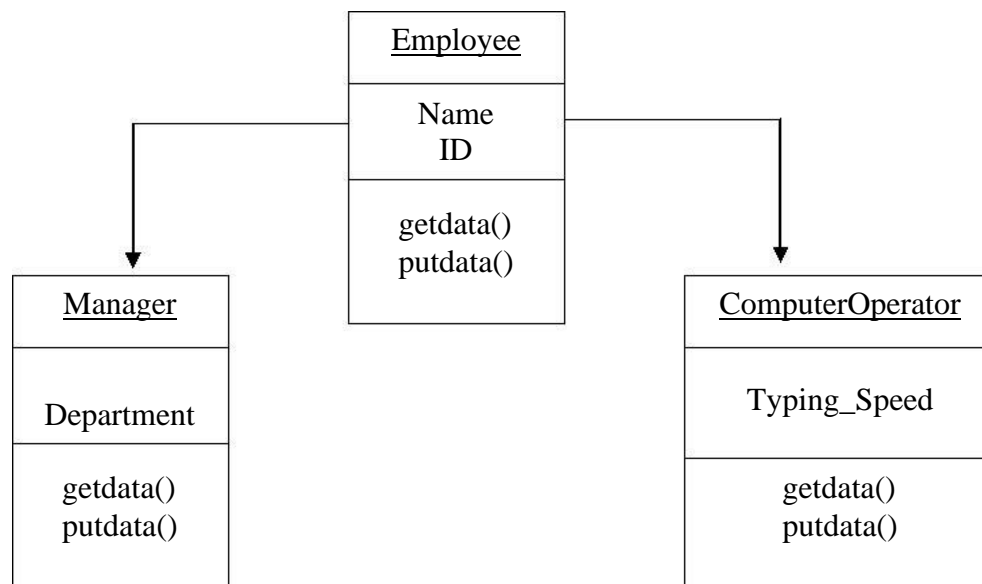 Employee
Name
ID
getdata()
putdata()
Manager
Department
getdata()
putdata()
ComputerOperator
Typing_Speed
getdata()
putdata()